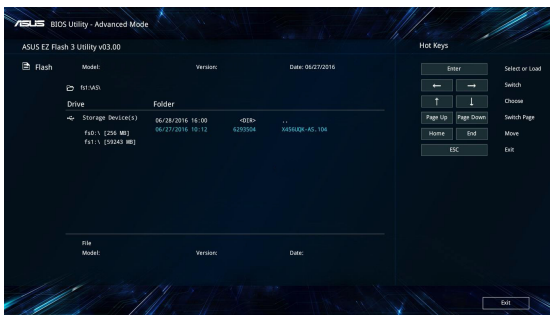 ASUS BIOS Utility - Advanced Mode
ASUS EZ Flash 3 Utility v03.00
Hot Keys
Flash
Model: Version: Date: 06/27/2016
fs1:\AS\
Drive Folder
Storage Device(s)
fs0:\ [256 MB]
fs1:\ [59243 MB]
06/28/2016 16:00 <DIR> ..
06/27/2016 10:12 6293504 X456UQK-AS.104
File
Model: Version: Date:
Enter Select or Load
← → Switch
↑ ↓ Choose
Page Up Page Down Switch Page
Home End Move
ESC Exit
Exit